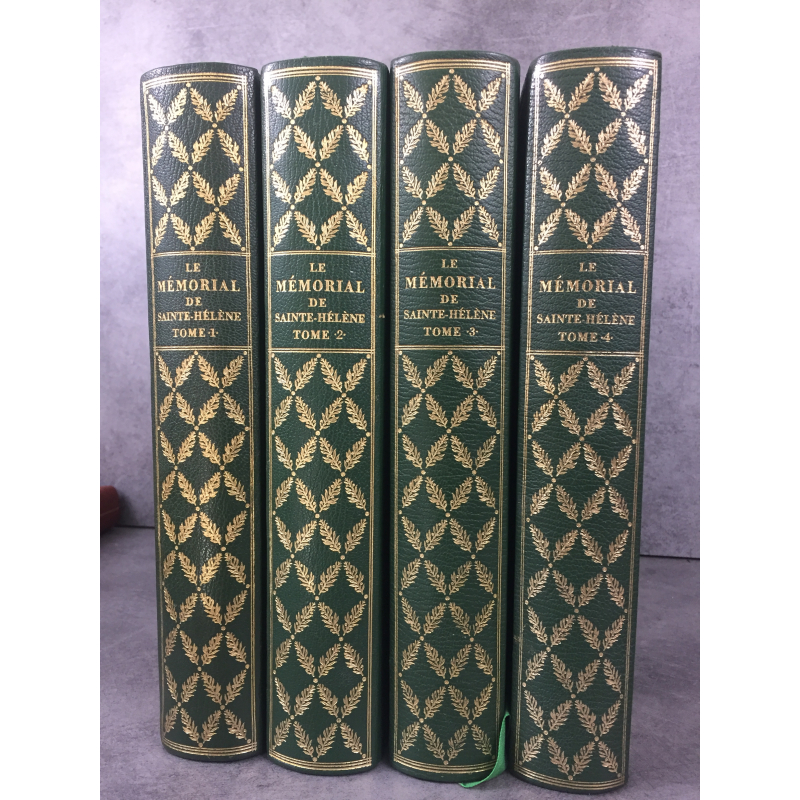 LE
MÉMORIAL
DE
SAINTE-HÉLÈNE
TOME ·1·
LE
MÉMORIAL
DE
SAINTE-HÉLÈNE
TOME ·2·
LE
MÉMORIAL
DE
SAINTE-HÉLÈNE
TOME ·3·
LE
MÉMORIAL
DE
SAINTE-HÉLÈNE
TOME ·4·